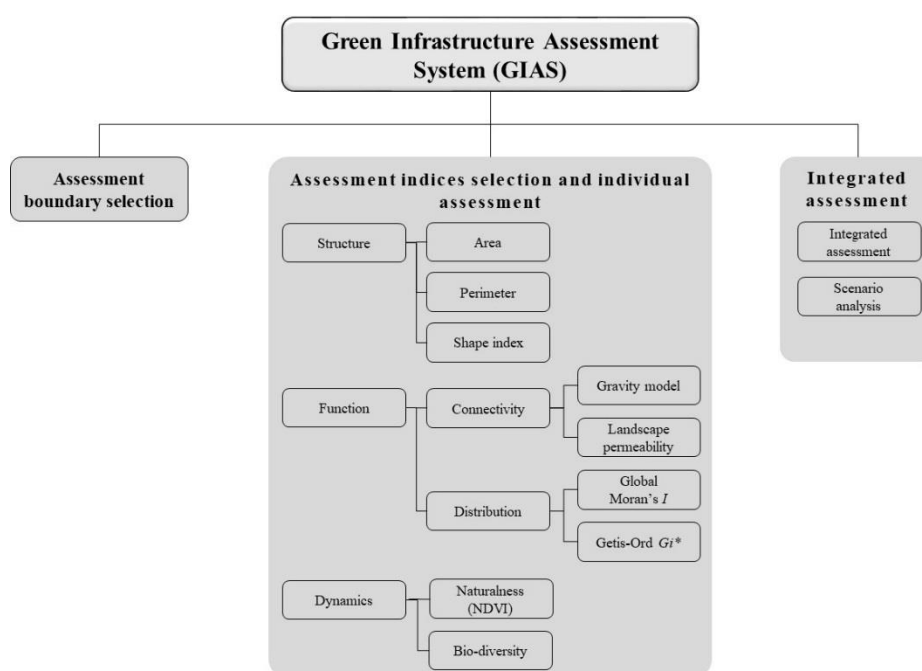 Green Infrastructure Assessment
System (GIAS)
Assessment
boundary selection
Assessment indices selection and individual
assessment
Structure
Area
Perimeter
Shape index
Function
Connectivity
Gravity model
Landscape
permeability
Distribution
Global
Moran's I
Getis-Ord Gi*
Dynamics
Naturalness
(NDVI)
Bio-diversity
Integrated
assessment
Integrated
assessment
Scenario
analysis